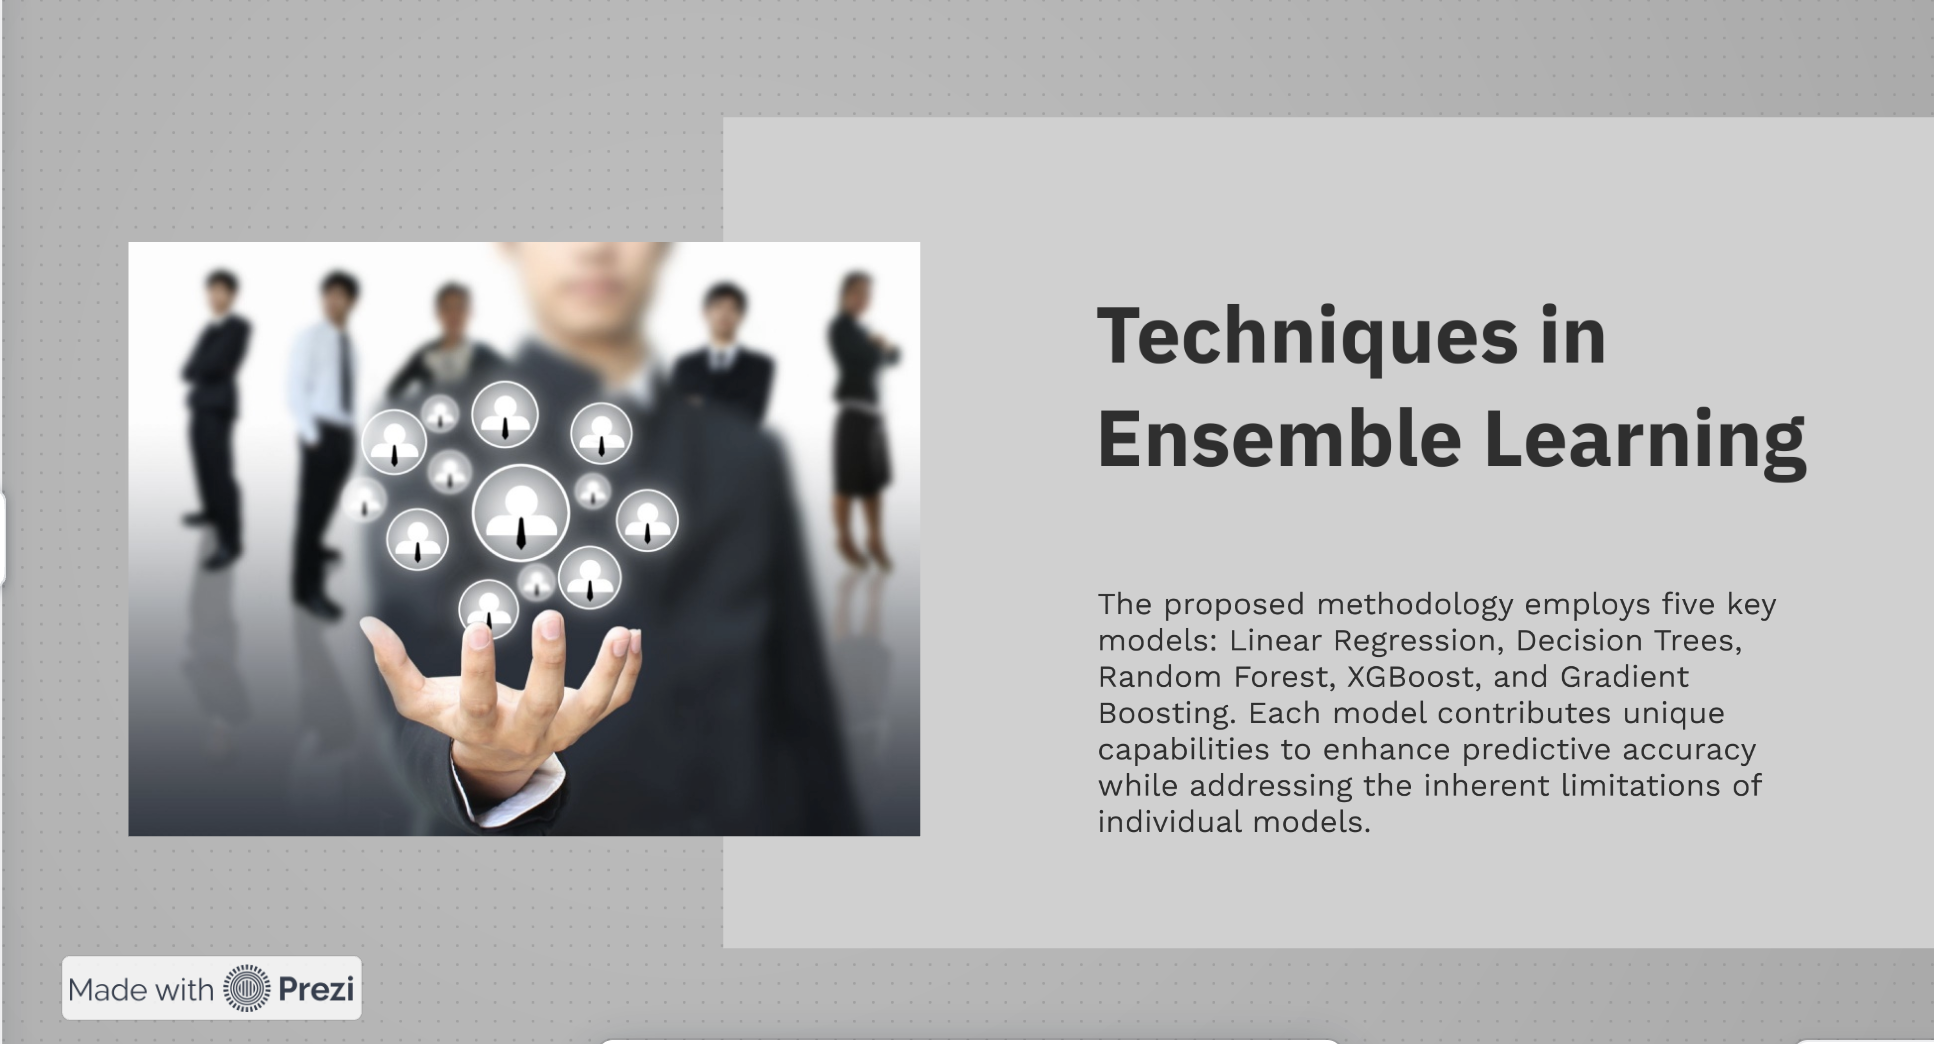 Techniques in
Ensemble Learning
The proposed methodology employs five key
models: Linear Regression, Decision Trees,
Random Forest, XGBoost, and Gradient
Boosting. Each model contributes unique
capabilities to enhance predictive accuracy
while addressing the inherent limitations of
individual models.
Made with Prezi